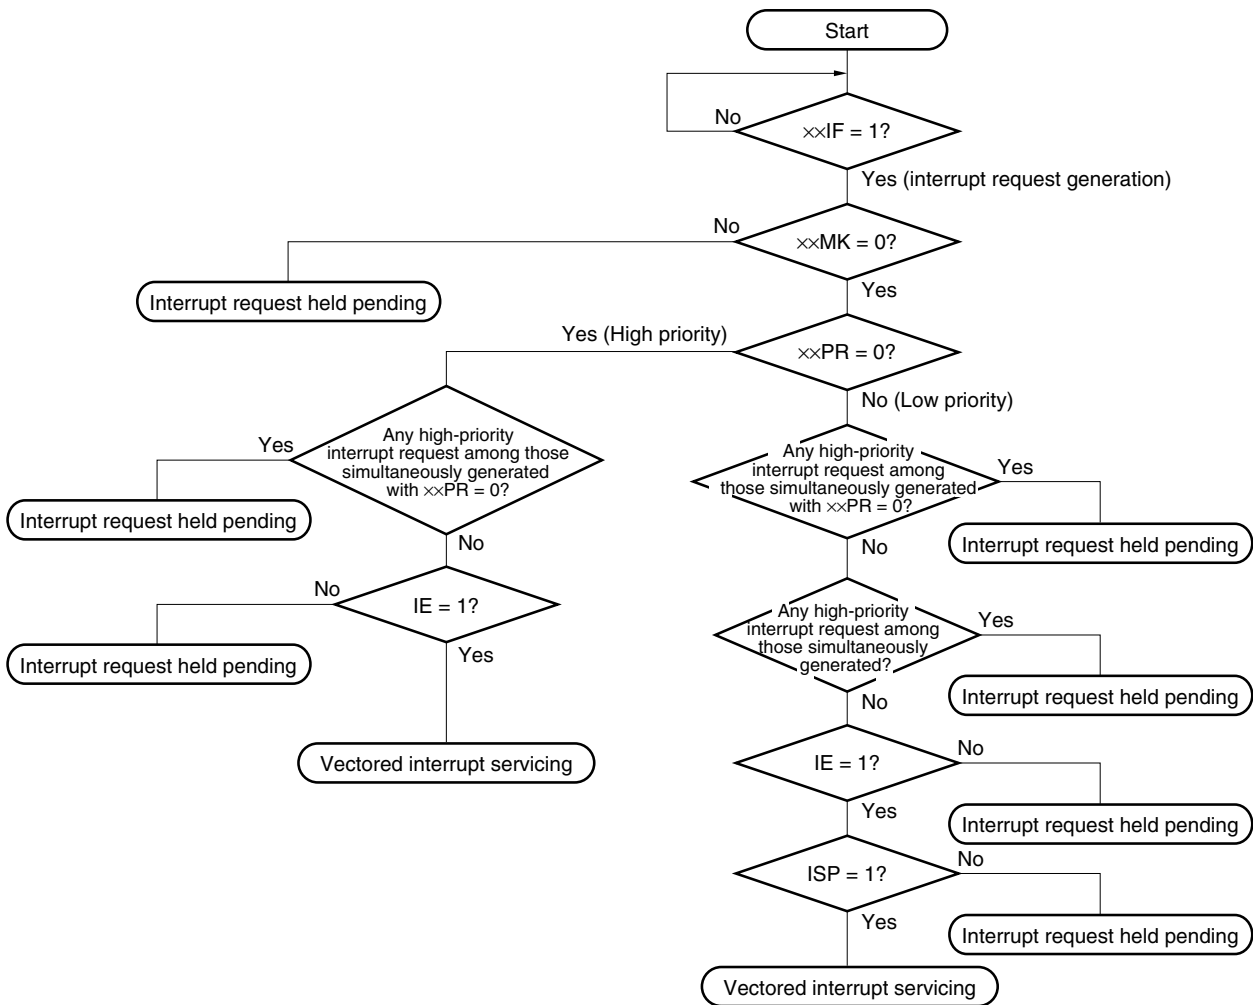 Start
No
××IF = 1?
Yes (interrupt request generation)
No
××MK = 0?
Interrupt request held pending
Yes
Yes (High priority)
××PR = 0?
No (Low priority)
Yes
Any high-priority
interrupt request among those
simultaneously generated
with ××PR = 0?
Any high-priority
interrupt request among
those simultaneously generated
with ××PR = 0?
Yes
Interrupt request held pending
No
Interrupt request held pending
No
No
IE = 1?
Any high-priority
interrupt request among
those simultaneously
generated?
Yes
Interrupt request held pending
Yes
Interrupt request held pending
No
Vectored interrupt servicing
IE = 1?
No
Yes
Interrupt request held pending
ISP = 1?
No
Yes
Interrupt request held pending
Vectored interrupt servicing